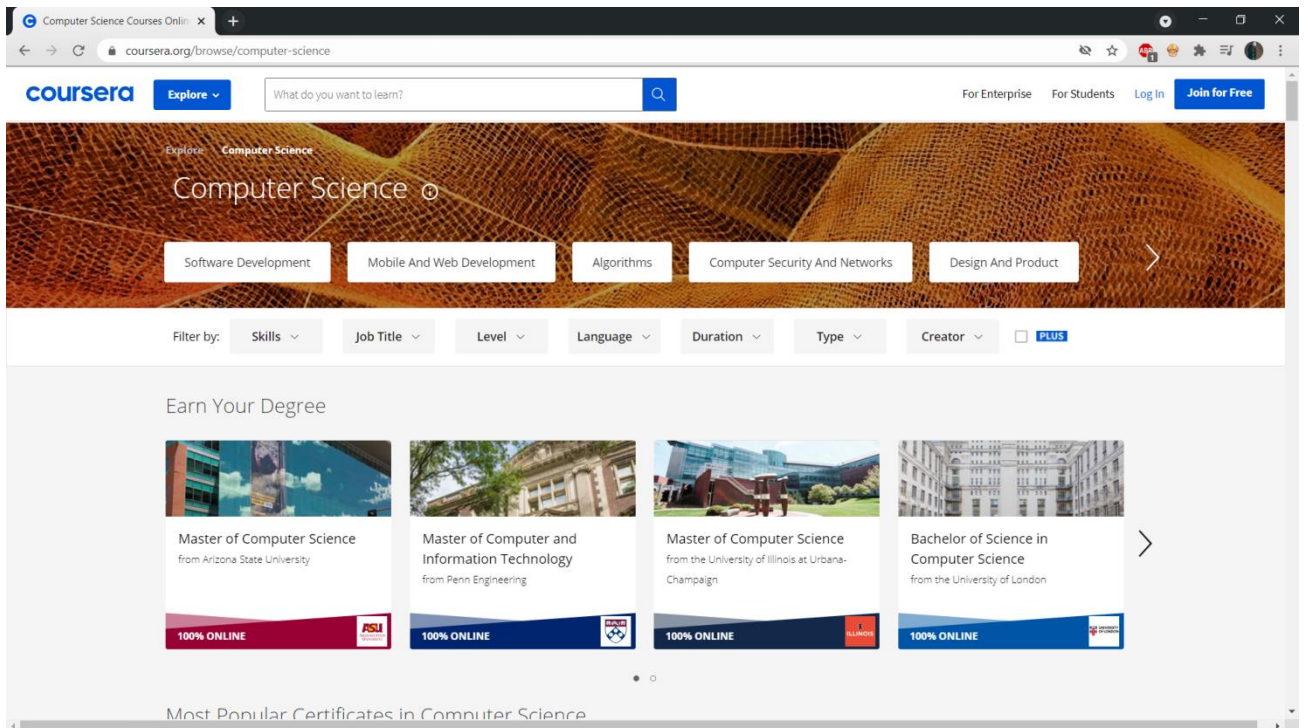 Computer Science Courses Onlin
coursera.org/browse/computer-science
ABP
1
coursera
Explore
What do you want to learn?
For Enterprise
For Students
Log In
Join for Free
Explore
Computer Science
Computer Science
Software Development
Mobile And Web Development
Algorithms
Computer Security And Networks
Design And Product
Filter by:
Skills
Job Title
Level
Language
Duration
Type
Creator
PLUS
Earn Your Degree
Master of Computer Science
from Arizona State University
100% ONLINE
ASU
Master of Computer and
Information Technology
from Penn Engineering
100% ONLINE
Master of Computer Science
from the University of Illinois at Urbana-
Champaign
100% ONLINE
ILLINOIS
Bachelor of Science in
Computer Science
from the University of London
100% ONLINE
Most Popular Certificates in Computer Science